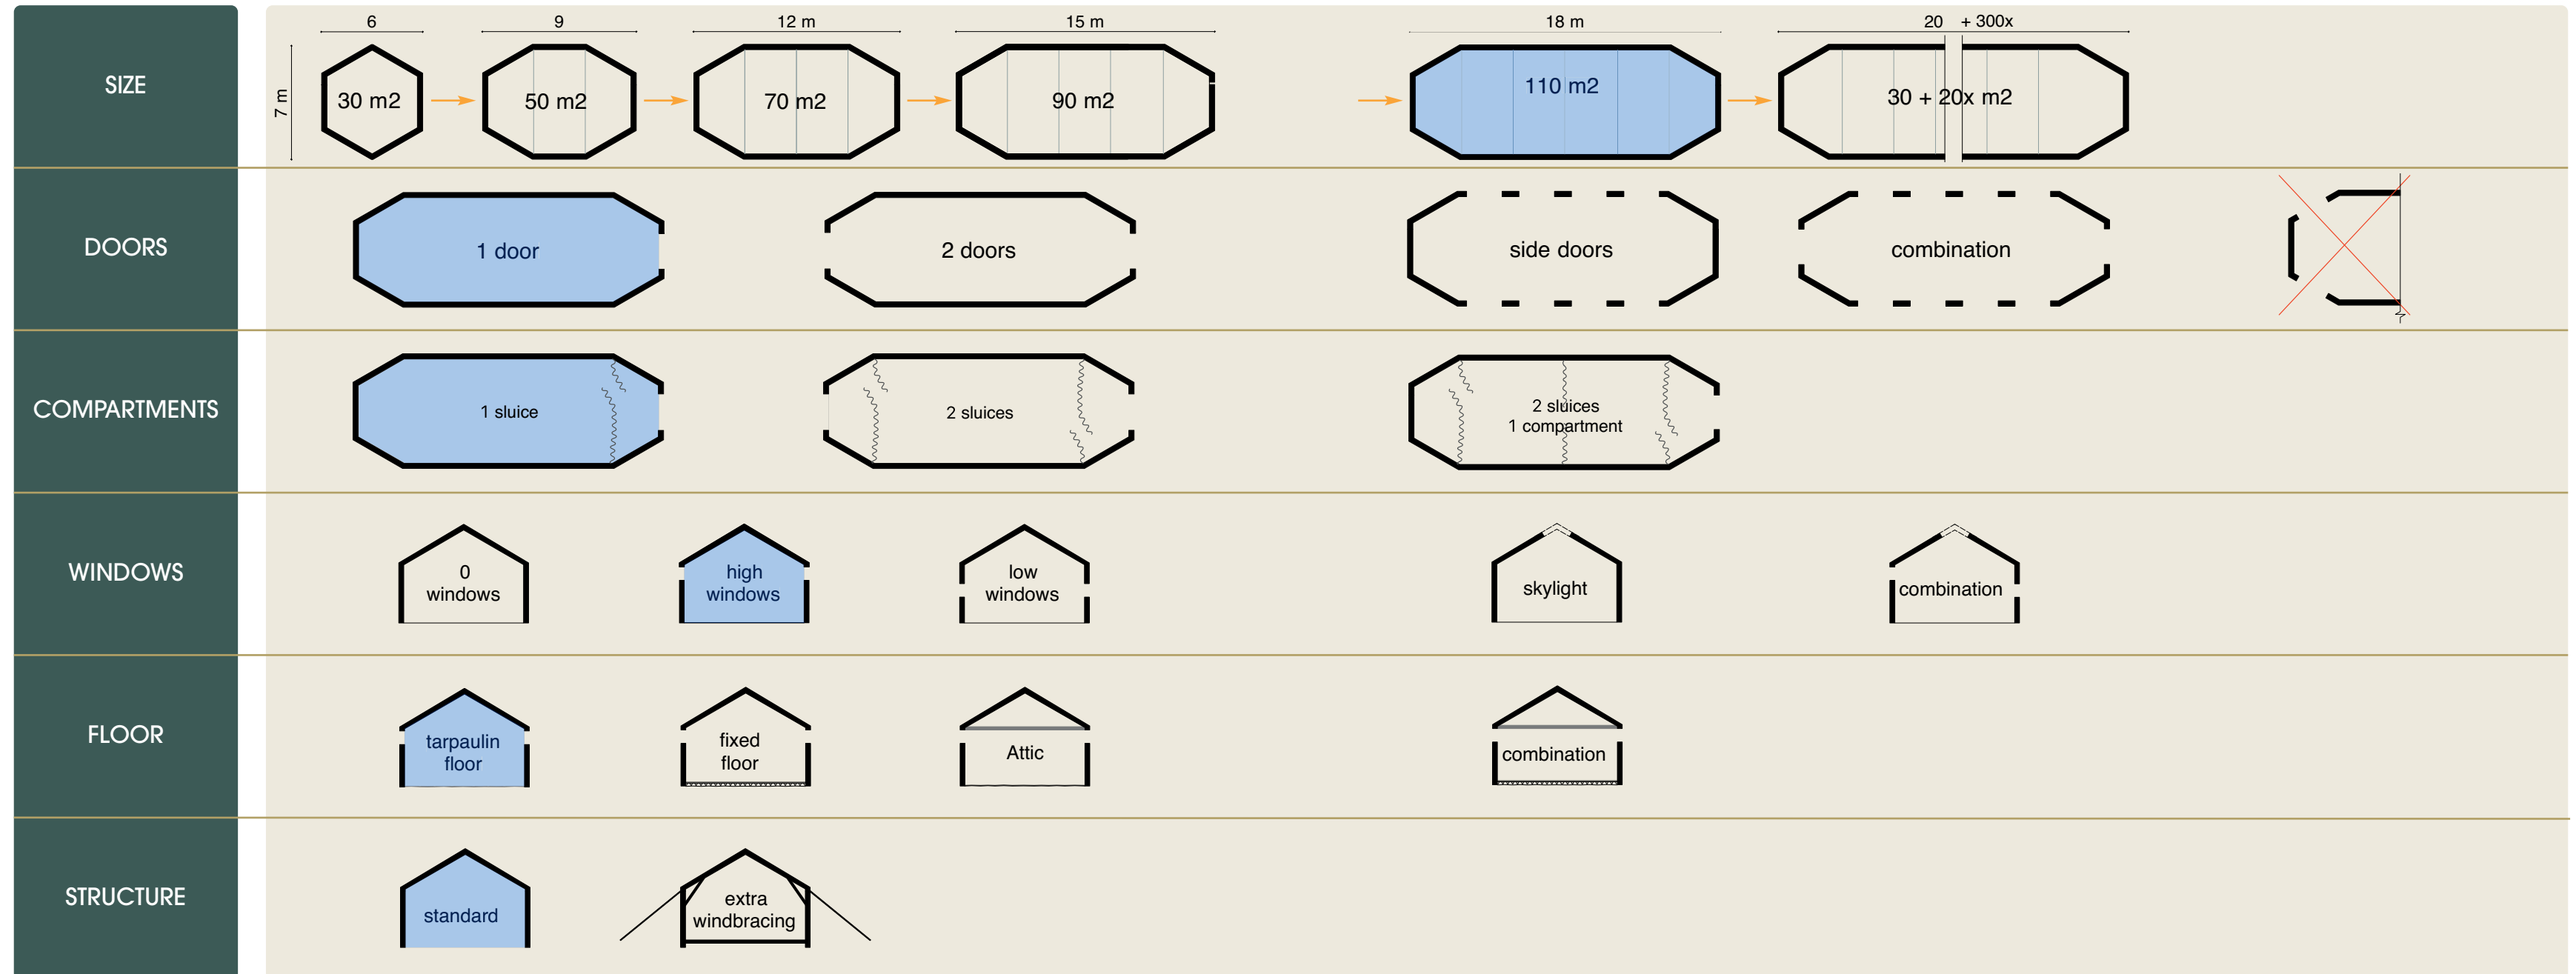 SIZE
6
9
12 m
15 m
18 m
20 + 300x
7 m
30 m2
50 m2
70 m2
90 m2
110 m2
30 + 20x m2
DOORS
1 door
2 doors
side doors
combination
COMPARTMENTS
1 sluice
2 sluices
2 sluices
1 compartment
WINDOWS
0
windows
high
windows
low
windows
skylight
combination
FLOOR
tarpaulin
floor
fixed
floor
Attic
combination
STRUCTURE
standard
extra
windbracing